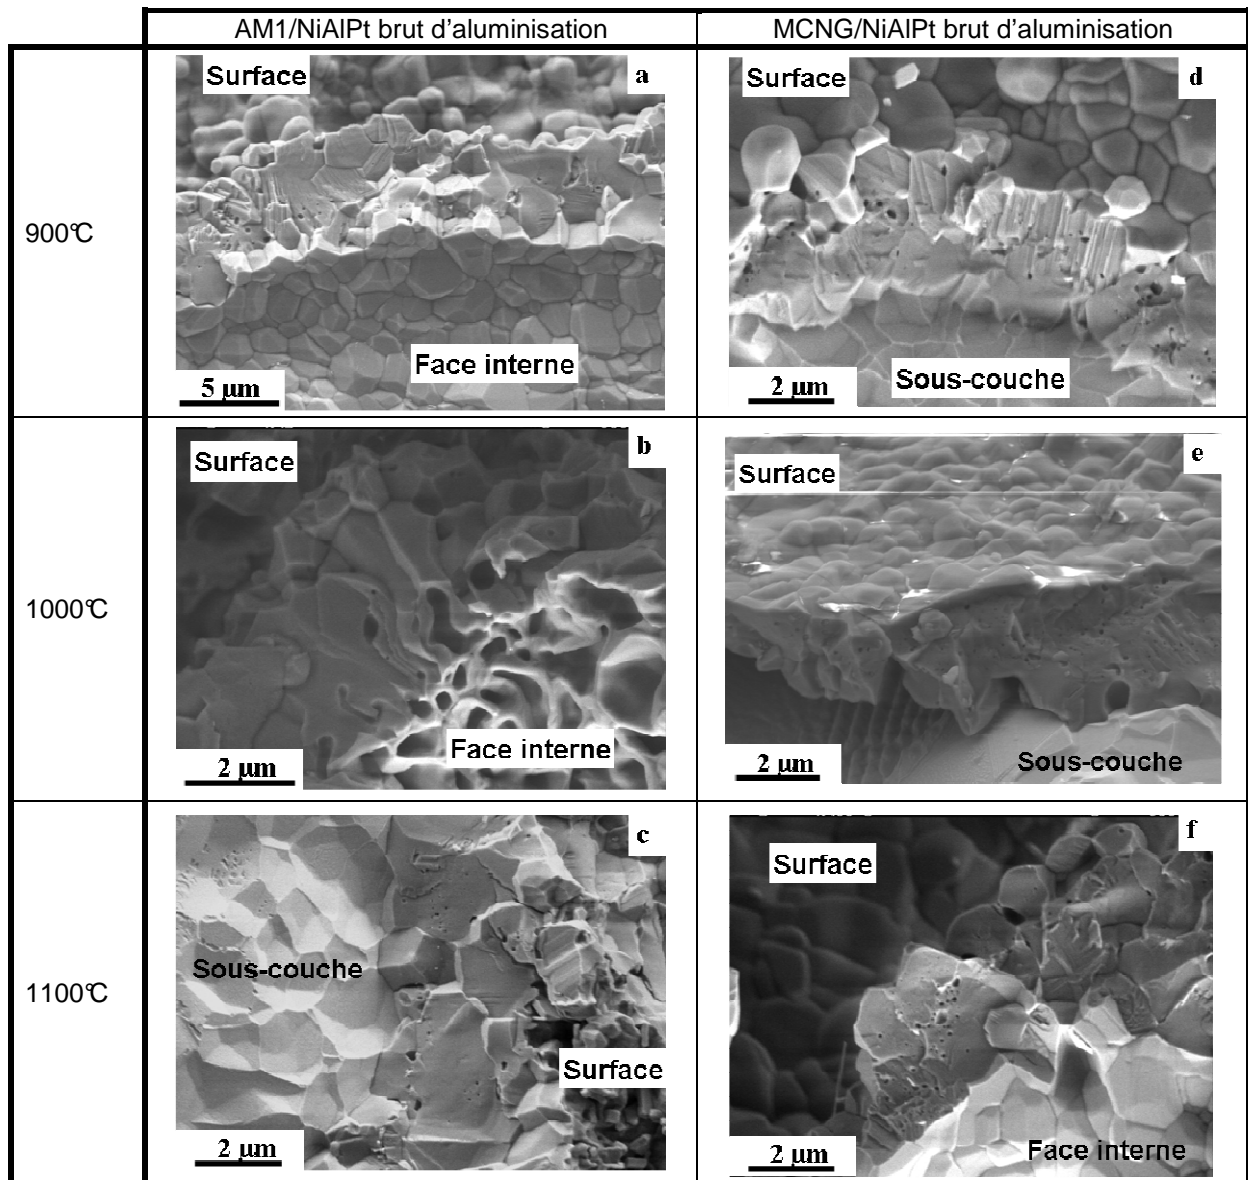 AM1/NiAlPt brut d’aluminisation
MCNG/NiAlPt brut d’aluminisation
900°C
Surface
a
Face interne
5 µm
Surface
d
Sous-couche
2 µm
1000°C
Surface
b
Face interne
2 µm
Surface
e
Sous-couche
2 µm
1100°C
c
Sous-couche
Surface
2 µm
Surface
f
Face interne
2 µm